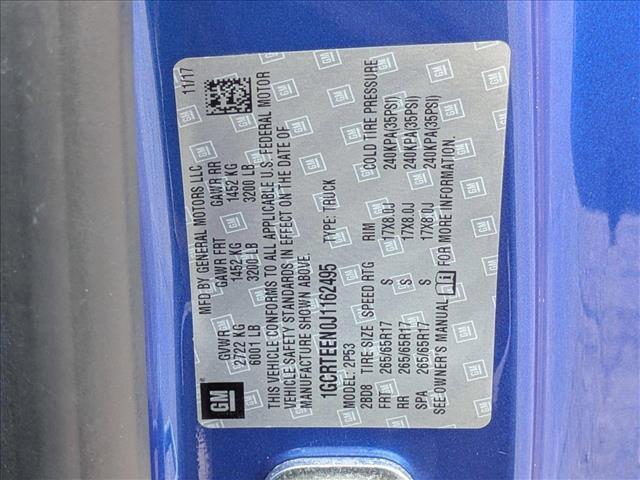 GM
MFD BY GENERAL MOTORS LLC
11/17
GVWR GAWR FRT GAWR RR
2722 KG 1452 KG 1452 KG
6001 LB 3200 LB 3200 LB
THIS VEHICLE CONFORMS TO ALL APPLICABLE U.S. FEDERAL MOTOR
VEHICLE SAFETY STANDARDS IN EFFECT ON THE DATE OF
MANUFACTURE SHOWN ABOVE.
1GCRTEEN0J1162495 TYPE: TRUCK
MODEL: 2P53
2BD8 TIRE SIZE SPEED RTG RIM COLD TIRE PRESSURE
FRT 265/65R17 S 17X8.0J 240KPA(35PSI)
RR 265/65R17 S 17X8.0J 240KPA(35PSI)
SPA 265/65R17 S 17X8.0J 240KPA(35PSI)
SEE OWNER'S MANUAL FOR MORE INFORMATION.